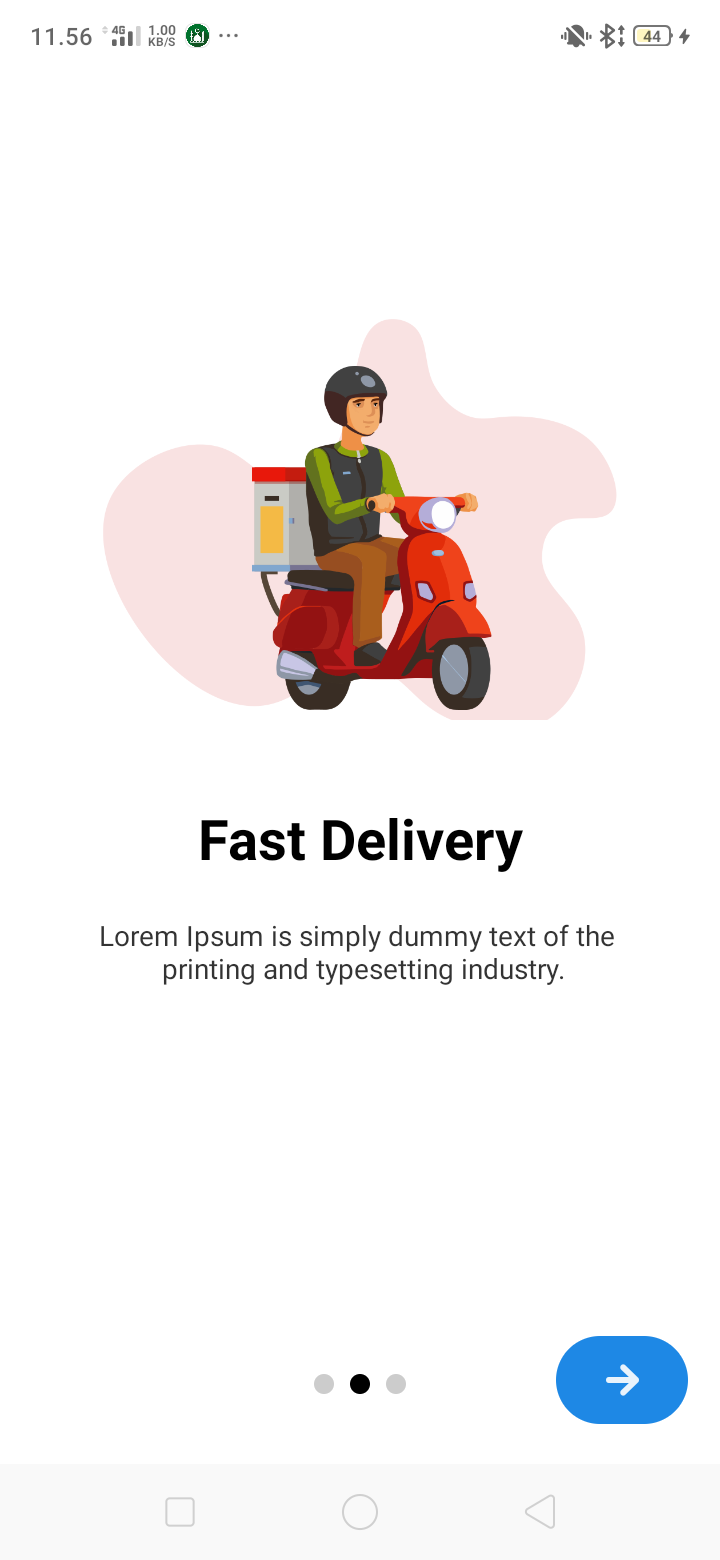 11.56 4G 1.00 KB/S ... 44
Fast Delivery
Lorem Ipsum is simply dummy text of the
printing and typesetting industry.